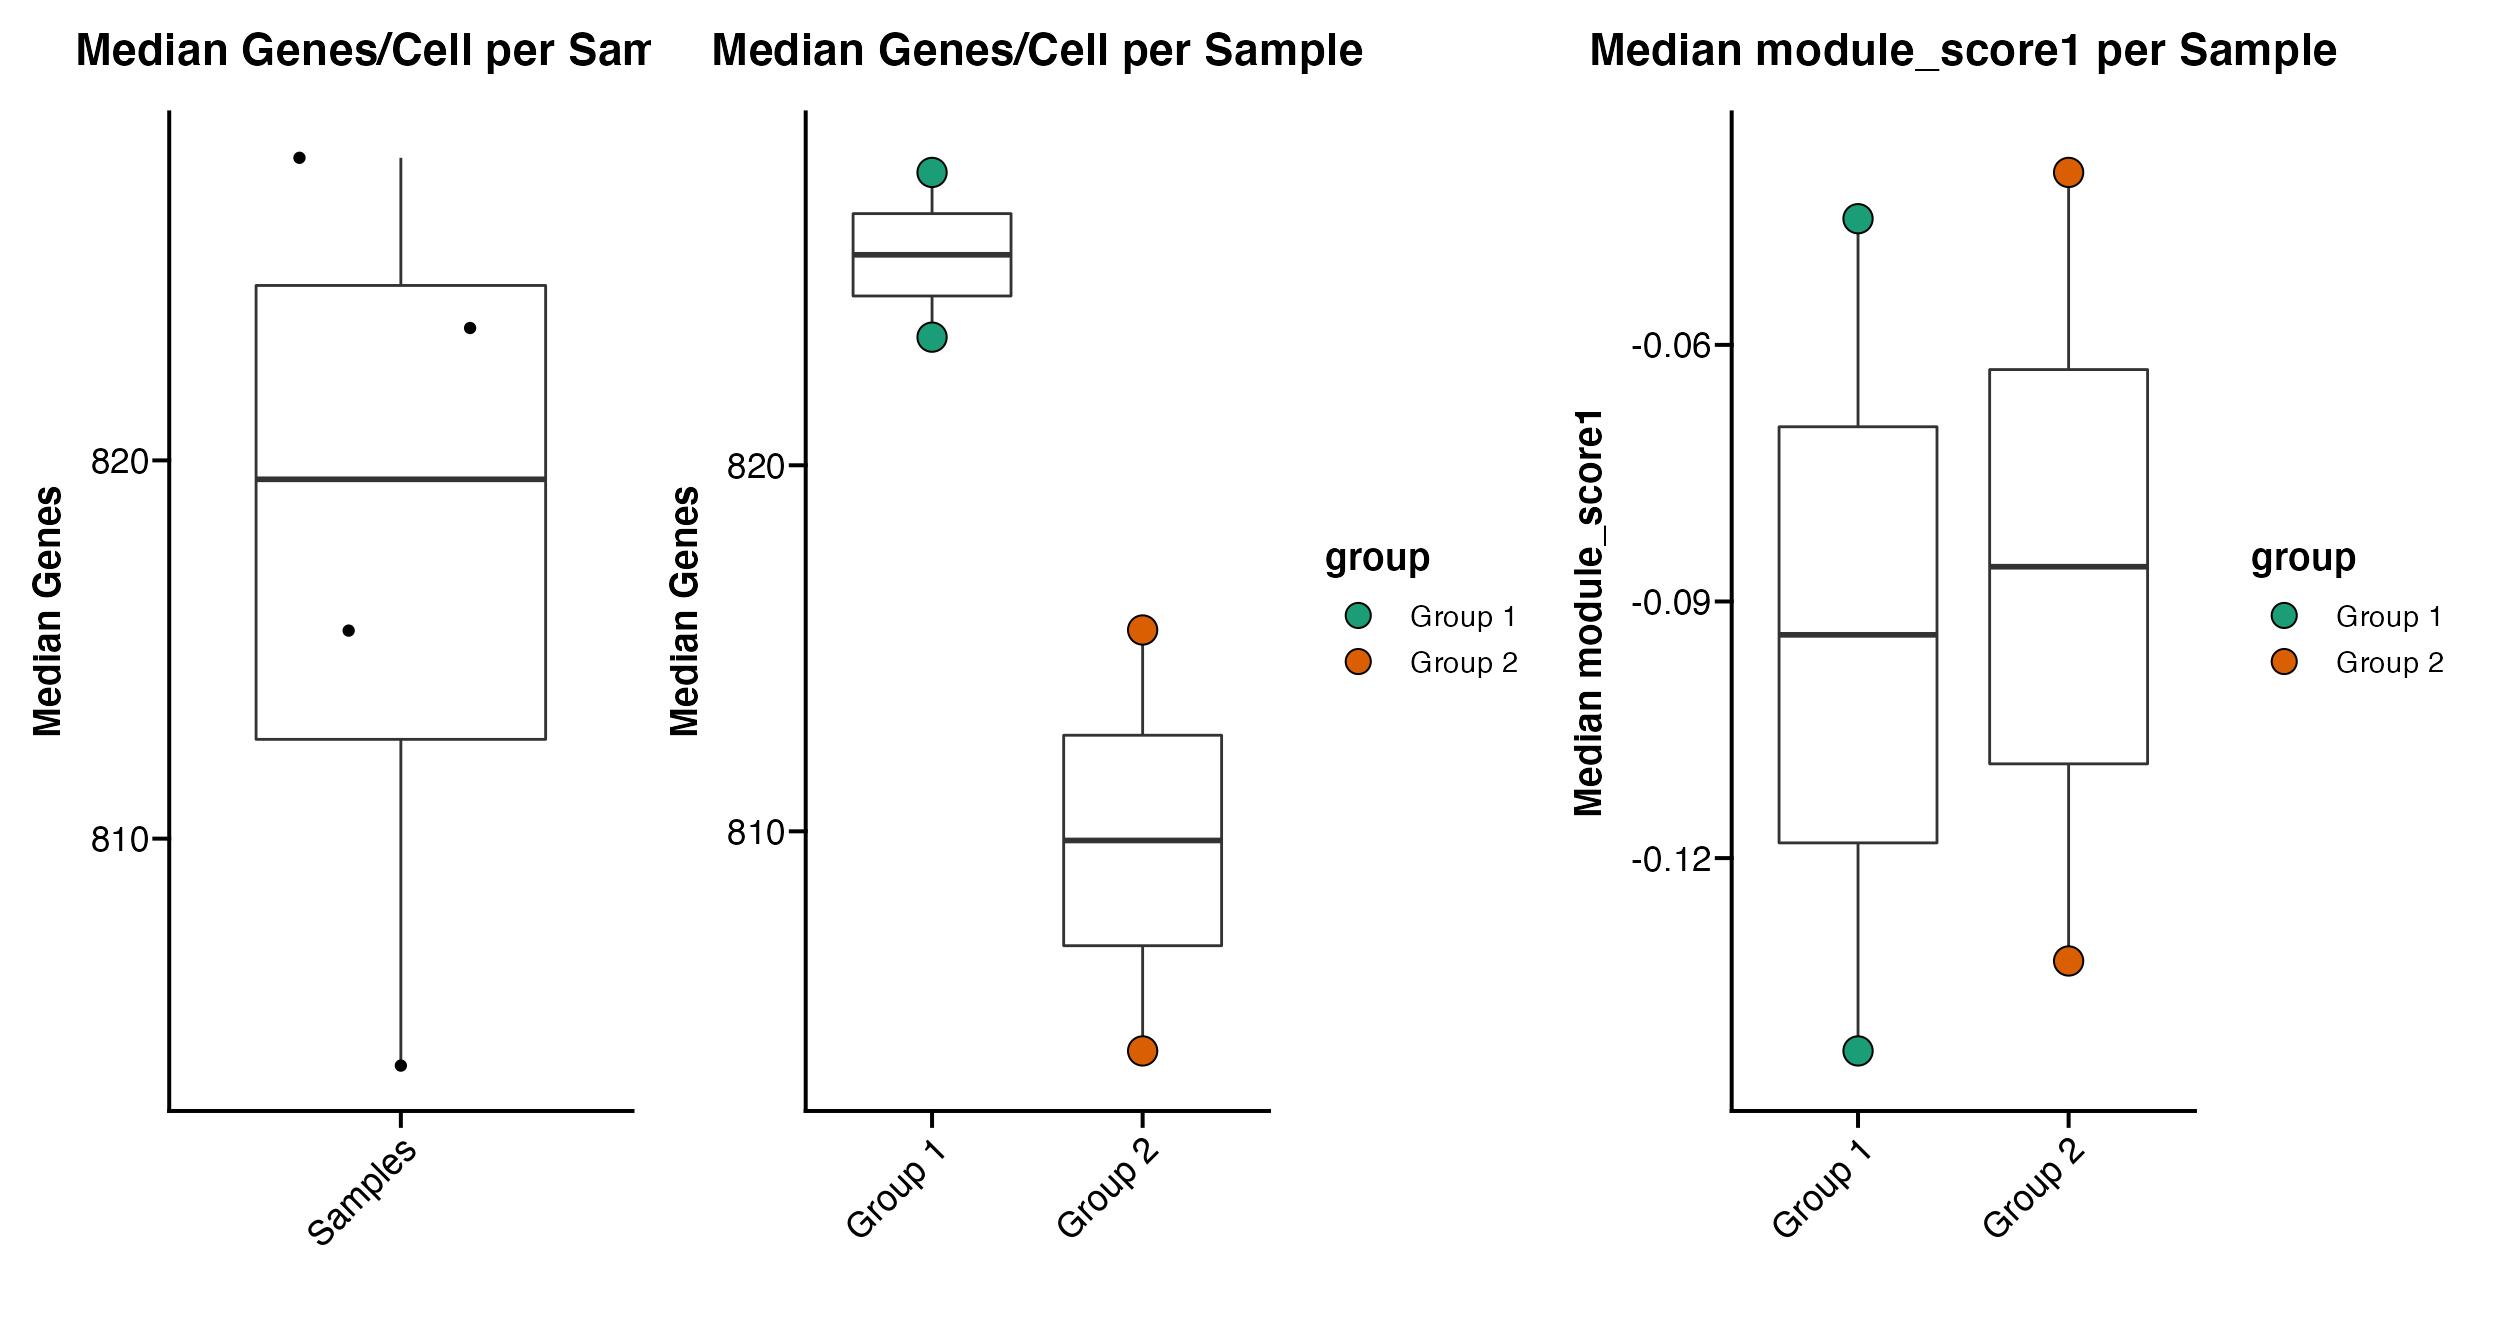 Median Genes/Cell per Sam
Median Genes
820
810
Samples
Median Genes/Cell per Sample
Median Genes
820
810
Group 1
Group 2
group
Group 1
Group 2
Median module_score1 per Sample
Median module_score1
-0.06
-0.09
-0.12
Group 1
Group 2
group
Group 1
Group 2